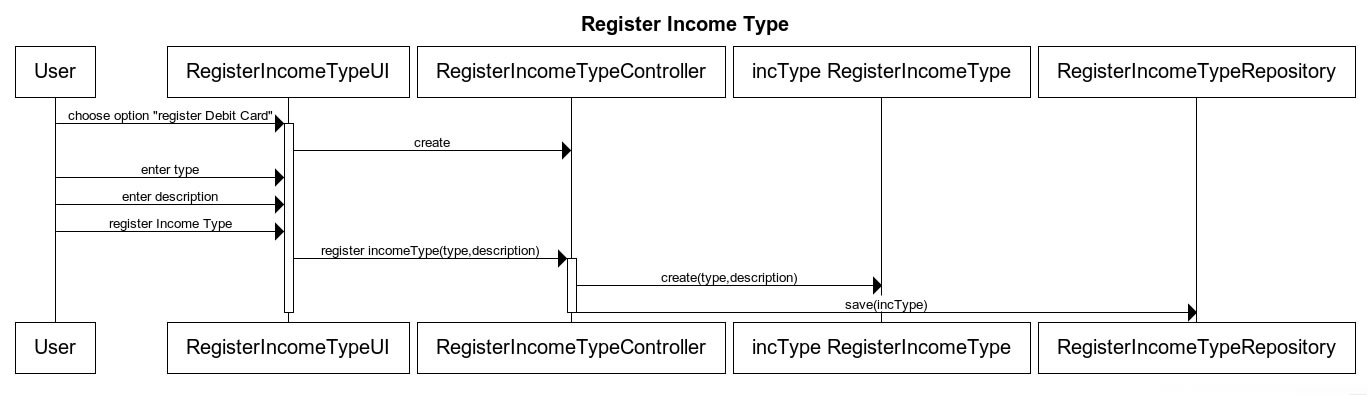 Register Income Type
User RegisterIncomeTypeUI RegisterIncomeTypeController incType RegisterIncomeType RegisterIncomeTypeRepository
choose option "register Debit Card"
create
enter type
enter description
register Income Type
register incomeType(type,description)
create(type,description)
save(incType)
User RegisterIncomeTypeUI RegisterIncomeTypeController incType RegisterIncomeType RegisterIncomeTypeRepository